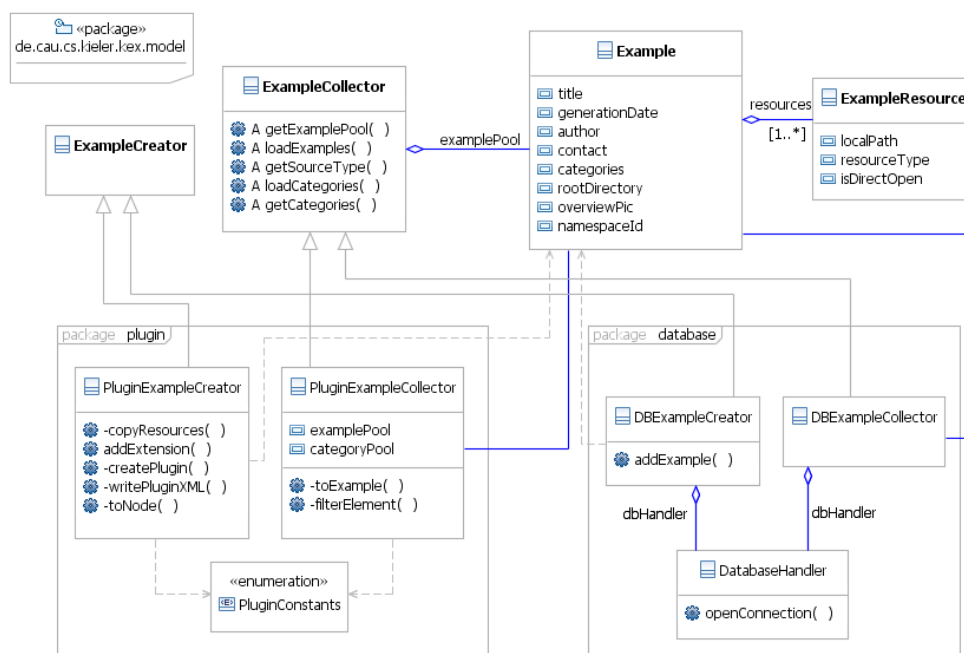 «package»
de.cau.cs.kieler.kex.model
ExampleCreator
ExampleCollector
A getExamplePool( )
A loadExamples( )
A getSourceType( )
A loadCategories( )
A getCategories( )
examplePool
Example
title
generationDate
author
contact
categories
rootDirectory
overviewPic
namespaceId
resources
[1..*]
ExampleResource
localPath
resourceType
isDirectOpen
package plugin
PluginExampleCreator
-copyResources( )
addExtension( )
-createPlugin( )
-writePluginXML( )
-toNode( )
PluginExampleCollector
examplePool
categoryPool
-toExample( )
-filterElement( )
«enumeration»
PluginConstants
package database
DBExampleCreator
addExample( )
DBExampleCollector
dbHandler
dbHandler
DatabaseHandler
openConnection( )